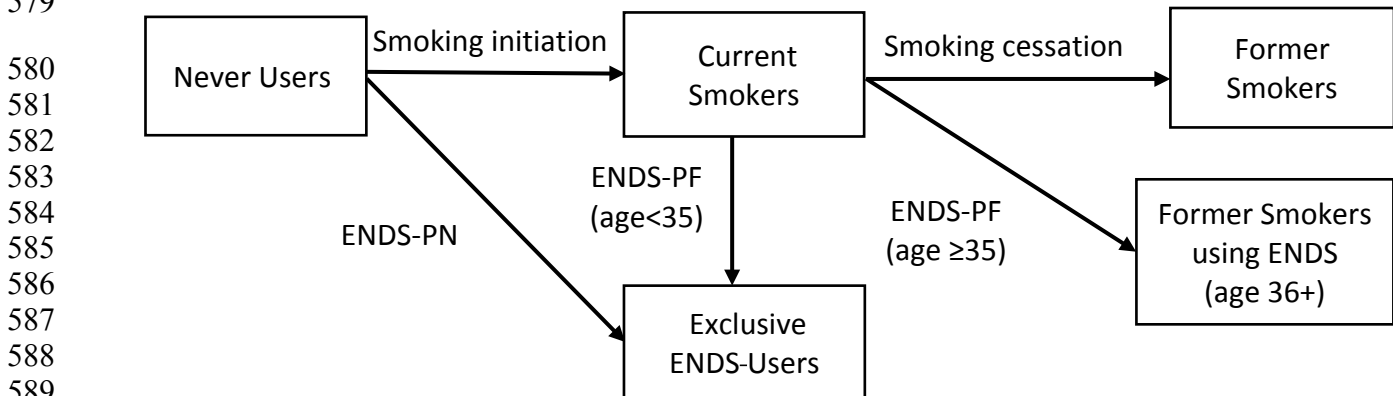 579
580
581
582
583
584
585
586
587
588
589
Never Users
Smoking initiation
Current
Smokers
Smoking cessation
Former
Smokers
ENDS-PN
ENDS-PF
(age<35)
ENDS-PF
(age ≥35)
Former Smokers
using ENDS
(age 36+)
Exclusive
ENDS-Users